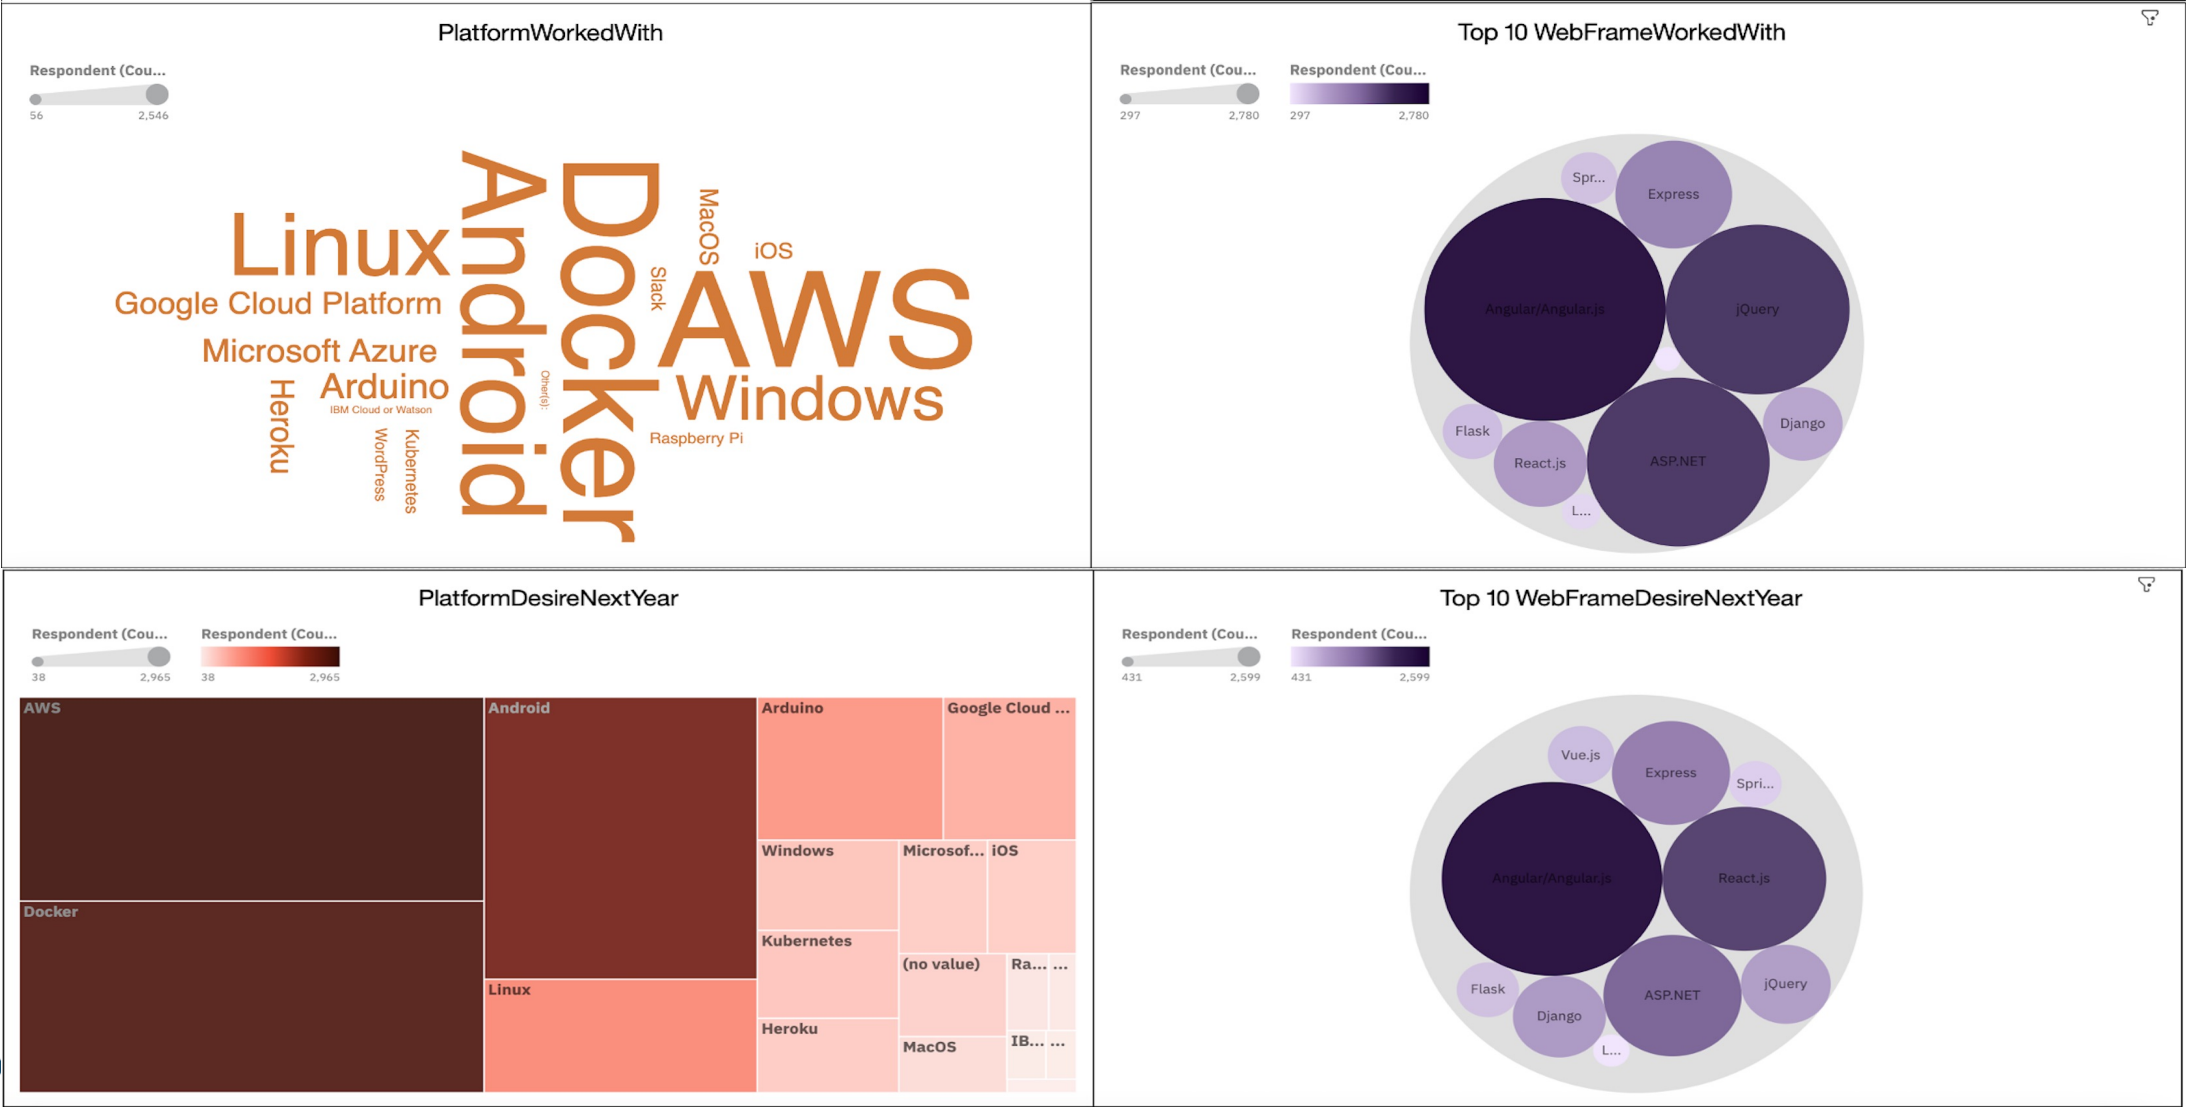 PlatformWorkedWith
Respondent (Cou...
56 2,546
Android
Docker
MacOS
iOS
Linux
Slack
AWS
Google Cloud Platform
Microsoft Azure
Arduino
Other(s):
Windows
Heroku
IBM Cloud or Watson
WordPress
Kubernetes
Raspberry Pi
Top 10 WebFrameWorkedWith
Respondent (Cou... Respondent (Cou...
297 2,780 297 2,780
Spr...
Express
Angular/Angular.js
jQuery
Flask
Django
React.js
ASP.NET
L...
PlatformDesireNextYear
Respondent (Cou... Respondent (Cou...
38 2,965 38 2,965
AWS
Android
Arduino
Google Cloud ...
Windows
Microsof...
iOS
Docker
Kubernetes
(no value)
Ra...
...
Linux
Heroku
MacOS
IB...
...
Top 10 WebFrameDesireNextYear
Respondent (Cou... Respondent (Cou...
431 2,599 431 2,599
Vue.js
Express
Spri...
Angular/Angular.js
React.js
Flask
Django
ASP.NET
jQuery
L...